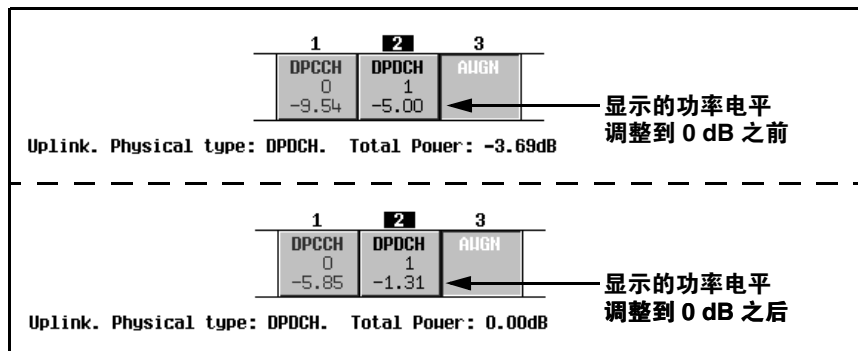 1 2 3
DPCCH DPDCH AWGN
0 1
-9.54 -5.00
显示的功率电平
调整到 0 dB 之前
Uplink. Physical type: DPDCH. Total Power: -3.69dB
1 2 3
DPCCH DPDCH AWGN
0 1
-5.85 -1.31
显示的功率电平
调整到 0 dB 之后
Uplink. Physical type: DPDCH. Total Power: 0.00dB